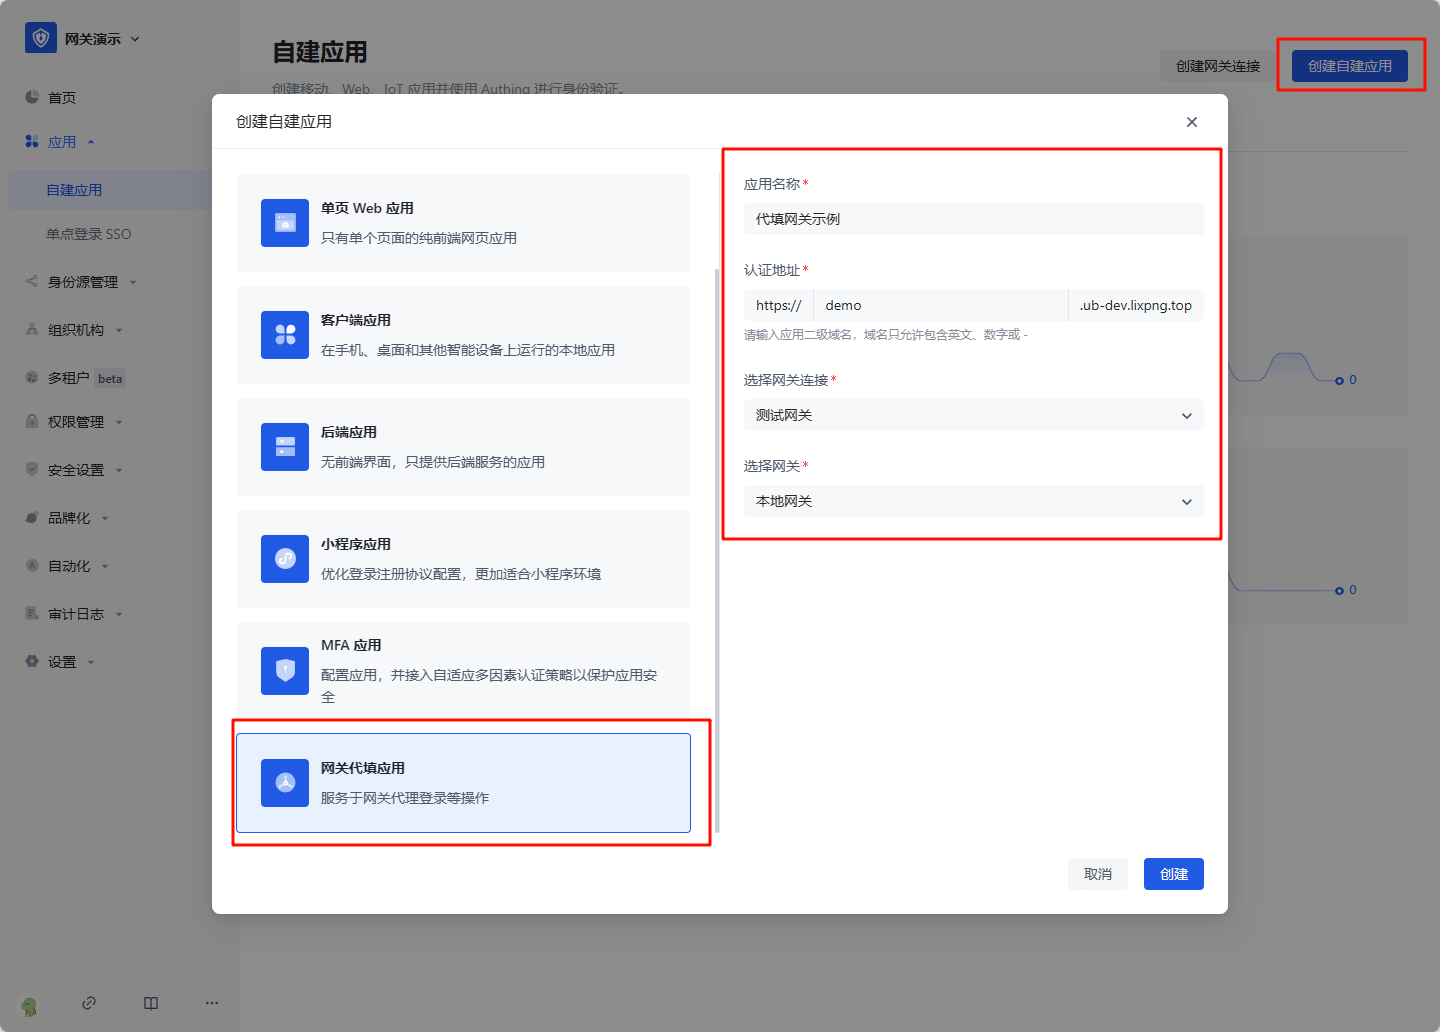 网关演示
首页
应用
自建应用
单点登录 SSO
身份源管理
组织机构
多租户 beta
权限管理
安全设置
品牌化
自动化
审计日志
设置
自建应用
创建移动、Web、IoT 应用并使用 Authing 进行身份验证。
创建网关连接
创建自建应用
创建自建应用
单页 Web 应用
只有单个页面的纯前端网页应用
客户端应用
在手机、桌面和其他智能设备上运行的本地应用
后端应用
无前端界面，只提供后端服务的应用
小程序应用
优化登录注册协议配置，更加适合小程序环境
MFA 应用
配置应用，并接入自适应多因素认证策略以保护应用安
全
网关代填应用
服务于网关代理登录等操作
应用名称*
代填网关示例
认证地址*
https:// demo .ub-dev.lixpng.top
请输入应用二级域名，域名只允许包含英文、数字或 -
选择网关连接*
测试网关
选择网关*
本地网关
0
0
取消
创建